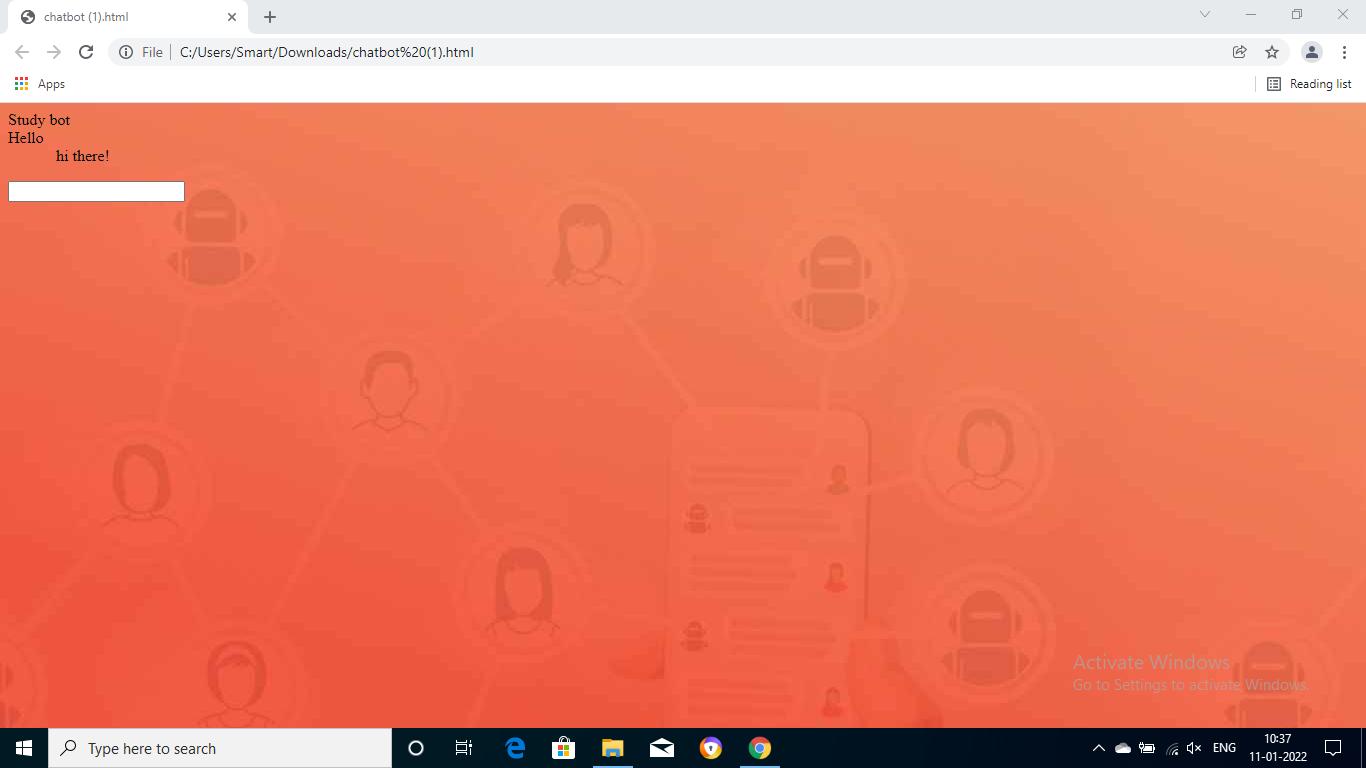 chatbot (1).html
File
C:/Users/Smart/Downloads/chatbot%20(1).html
Apps
Reading list
Study bot
Hello
hi there!
Activate Windows
Go to Settings to activate Windows.
Type here to search
ENG
10:37
11-01-2022